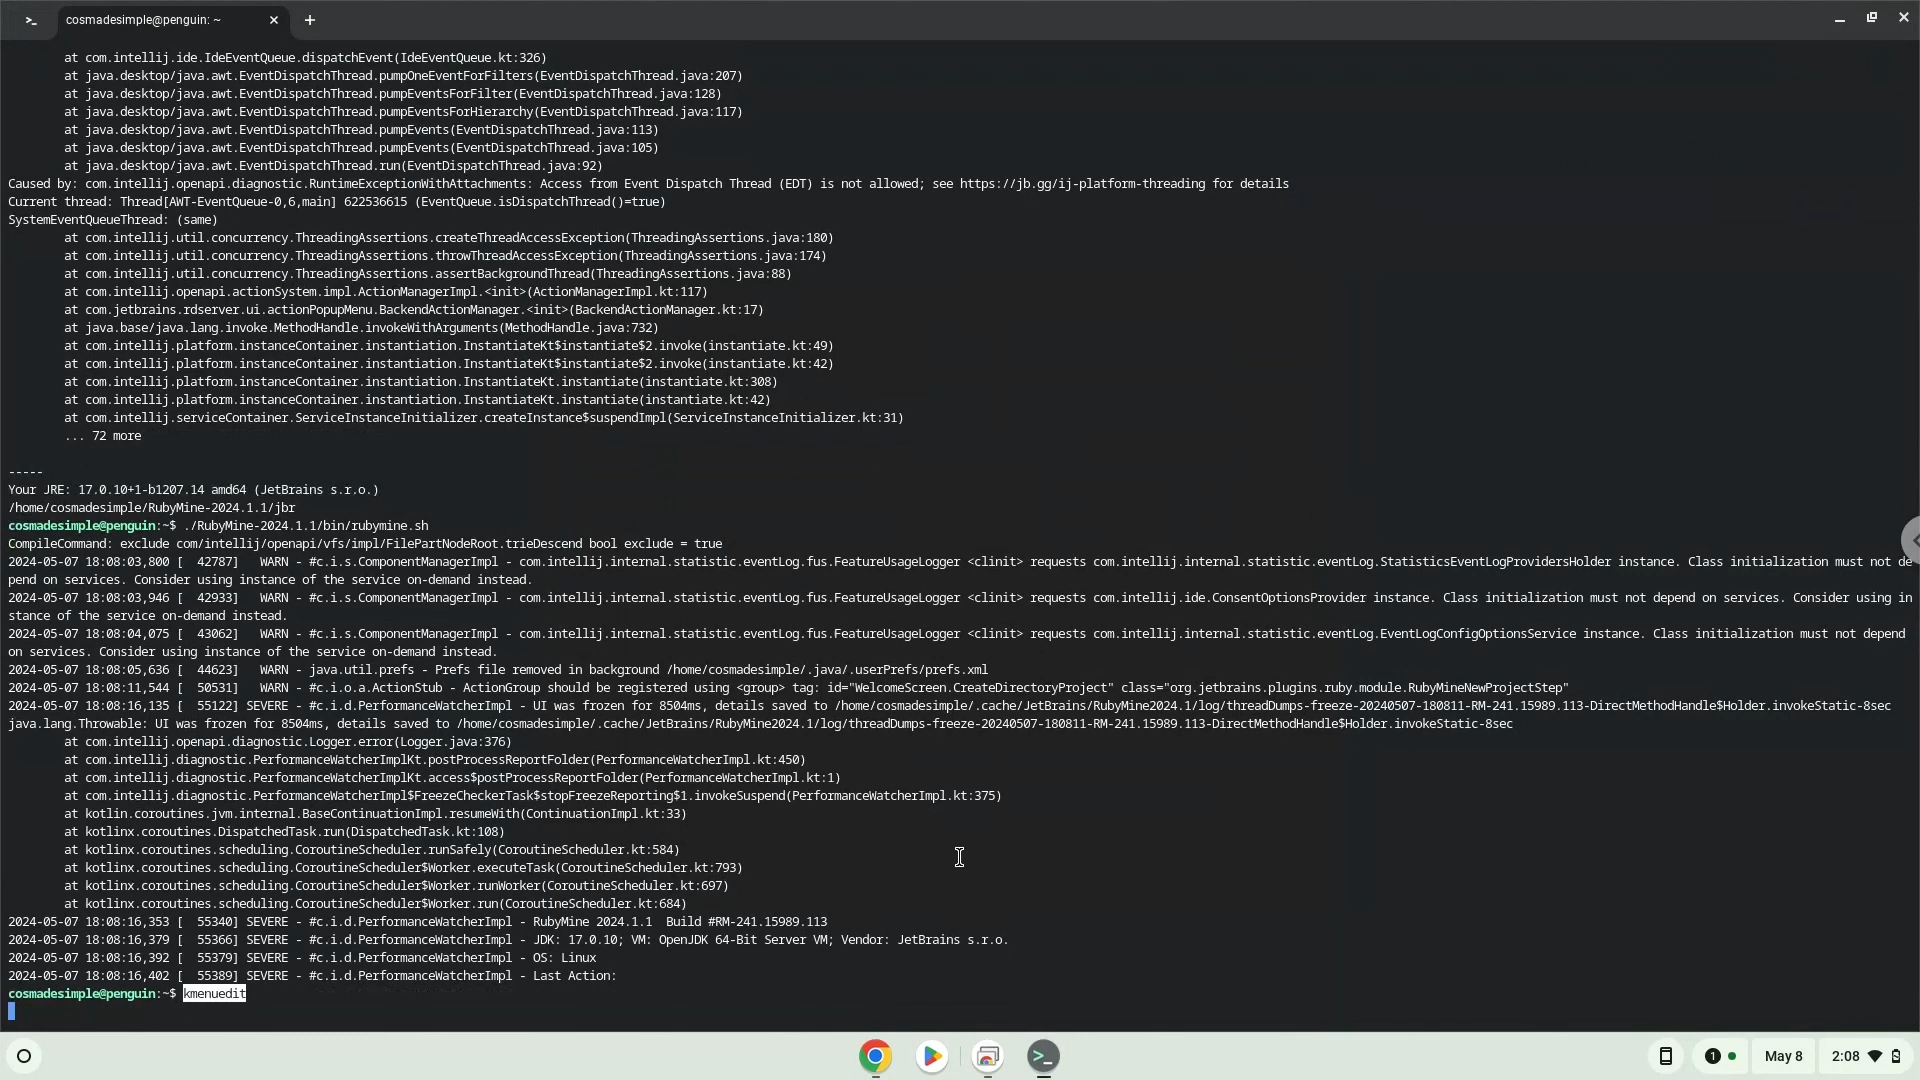 cosmadesimple@penguin: ~
at com.intellij.ide.IdeEventQueue.dispatchEvent(IdeEventQueue.kt:326)
at java.desktop/java.awt.EventDispatchThread.pumpOneEventForFilters(EventDispatchThread.java:207)
at java.desktop/java.awt.EventDispatchThread.pumpEventsForFilter(EventDispatchThread.java:128)
at java.desktop/java.awt.EventDispatchThread.pumpEventsForHierarchy(EventDispatchThread.java:117)
at java.desktop/java.awt.EventDispatchThread.pumpEvents(EventDispatchThread.java:113)
at java.desktop/java.awt.EventDispatchThread.pumpEvents(EventDispatchThread.java:105)
at java.desktop/java.awt.EventDispatchThread.run(EventDispatchThread.java:92)
Caused by: com.intellij.openapi.diagnostic.RuntimeExceptionWithAttachments: Access from Event Dispatch Thread (EDT) is not allowed; see https://jb.gg/ij-platform-threading for details
Current thread: Thread[AWT-EventQueue-0,6,main] 622536615 (EventQueue.isDispatchThread()=true)
SystemEventQueueThread: (same)
at com.intellij.util.concurrency.ThreadingAssertions.createThreadAccessException(ThreadingAssertions.java:180)
at com.intellij.util.concurrency.ThreadingAssertions.throwThreadAccessException(ThreadingAssertions.java:174)
at com.intellij.util.concurrency.ThreadingAssertions.assertBackgroundThread(ThreadingAssertions.java:88)
at com.intellij.openapi.actionSystem.impl.ActionManagerImpl.<init>(ActionManagerImpl.kt:117)
at com.jetbrains.rdserver.ui.actionPopupMenu.BackendActionManager.<init>(BackendActionManager.kt:17)
at java.base/java.lang.invoke.MethodHandle.invokeWithArguments(MethodHandle.java:732)
at com.intellij.platform.instanceContainer.instantiation.InstantiateKt$instantiate$2.invoke(instantiate.kt:49)
at com.intellij.platform.instanceContainer.instantiation.InstantiateKt$instantiate$2.invoke(instantiate.kt:42)
at com.intellij.platform.instanceContainer.instantiation.InstantiateKt.instantiate(instantiate.kt:308)
at com.intellij.platform.instanceContainer.instantiation.InstantiateKt.instantiate(instantiate.kt:42)
at com.intellij.serviceContainer.ServiceInstanceInitializer.createInstance$suspendImpl(ServiceInstanceInitializer.kt:31)
... 72 more
-----
Your JRE: 17.0.10+1-b1207.14 amd64 (JetBrains s.r.o.)
/home/cosmadesimple/RubyMine-2024.1.1/jbr
cosmadesimple@penguin:~$ ./RubyMine-2024.1.1/bin/rubymine.sh
CompileCommand: exclude com/intellij/openapi/vfs/impl/FilePartNodeRoot.trieDescend bool exclude = true
2024-05-07 18:08:03,800 [  42787]   WARN - #c.i.s.ComponentManagerImpl - com.intellij.internal.statistic.eventLog.fus.FeatureUsageLogger <clinit> requests com.intellij.internal.statistic.eventLog.StatisticsEventLogProvidersHolder instance. Class initialization must not de
pend on services. Consider using instance of the service on-demand instead.
2024-05-07 18:08:03,946 [  42933]   WARN - #c.i.s.ComponentManagerImpl - com.intellij.internal.statistic.eventLog.fus.FeatureUsageLogger <clinit> requests com.intellij.ide.ConsentOptionsProvider instance. Class initialization must not depend on services. Consider using in
stance of the service on-demand instead.
2024-05-07 18:08:04,075 [  43062]   WARN - #c.i.s.ComponentManagerImpl - com.intellij.internal.statistic.eventLog.fus.FeatureUsageLogger <clinit> requests com.intellij.internal.statistic.eventLog.EventLogConfigOptionsService instance. Class initialization must not depend
on services. Consider using instance of the service on-demand instead.
2024-05-07 18:08:05,636 [  44623]   WARN - java.util.prefs - Prefs file removed in background /home/cosmadesimple/.java/.userPrefs/prefs.xml
2024-05-07 18:08:11,544 [  50531]   WARN - #c.i.o.a.ActionStub - ActionGroup should be registered using <group> tag: id="WelcomeScreen.CreateDirectoryProject" class="org.jetbrains.plugins.ruby.module.RubyMineNewProjectStep"
2024-05-07 18:08:16,135 [  55122] SEVERE - #c.i.d.PerformanceWatcherImpl - UI was frozen for 8504ms, details saved to /home/cosmadesimple/.cache/JetBrains/RubyMine2024.1/log/threadDumps-freeze-20240507-180811-RM-241.15989.113-DirectMethodHandle$Holder.invokeStatic-8sec
java.lang.Throwable: UI was frozen for 8504ms, details saved to /home/cosmadesimple/.cache/JetBrains/RubyMine2024.1/log/threadDumps-freeze-20240507-180811-RM-241.15989.113-DirectMethodHandle$Holder.invokeStatic-8sec
at com.intellij.openapi.diagnostic.Logger.error(Logger.java:376)
at com.intellij.diagnostic.PerformanceWatcherImplKt.postProcessReportFolder(PerformanceWatcherImpl.kt:450)
at com.intellij.diagnostic.PerformanceWatcherImplKt.access$postProcessReportFolder(PerformanceWatcherImpl.kt:1)
at com.intellij.diagnostic.PerformanceWatcherImpl$FreezeCheckerTask$stopFreezeReporting$1.invokeSuspend(PerformanceWatcherImpl.kt:375)
at kotlin.coroutines.jvm.internal.BaseContinuationImpl.resumeWith(ContinuationImpl.kt:33)
at kotlinx.coroutines.DispatchedTask.run(DispatchedTask.kt:108)
at kotlinx.coroutines.scheduling.CoroutineScheduler.runSafely(CoroutineScheduler.kt:584)
at kotlinx.coroutines.scheduling.CoroutineScheduler$Worker.executeTask(CoroutineScheduler.kt:793)
at kotlinx.coroutines.scheduling.CoroutineScheduler$Worker.runWorker(CoroutineScheduler.kt:697)
at kotlinx.coroutines.scheduling.CoroutineScheduler$Worker.run(CoroutineScheduler.kt:684)
2024-05-07 18:08:16,353 [  55340] SEVERE - #c.i.d.PerformanceWatcherImpl - RubyMine 2024.1.1  Build #RM-241.15989.113
2024-05-07 18:08:16,379 [  55366] SEVERE - #c.i.d.PerformanceWatcherImpl - JDK: 17.0.10; VM: OpenJDK 64-Bit Server VM; Vendor: JetBrains s.r.o.
2024-05-07 18:08:16,392 [  55379] SEVERE - #c.i.d.PerformanceWatcherImpl - OS: Linux
2024-05-07 18:08:16,402 [  55389] SEVERE - #c.i.d.PerformanceWatcherImpl - Last Action:
cosmadesimple@penguin:~$ kmenuedit
1
May 8
2:08